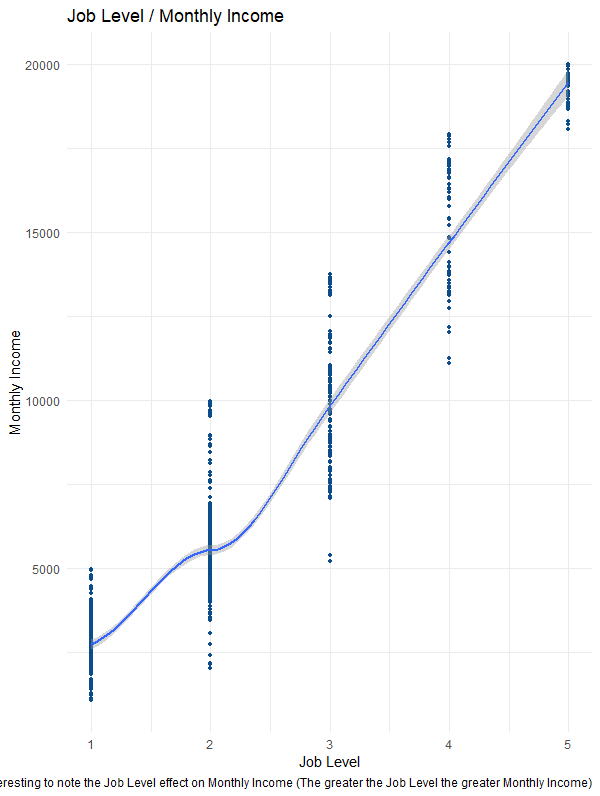 Job Level / Monthly Income
20000
15000
10000
5000
Monthly Income
1 2 3 4 5
Job Level
eresting to note the Job Level effect on Monthly Income (The greater the Job Level the greater Monthly Income)